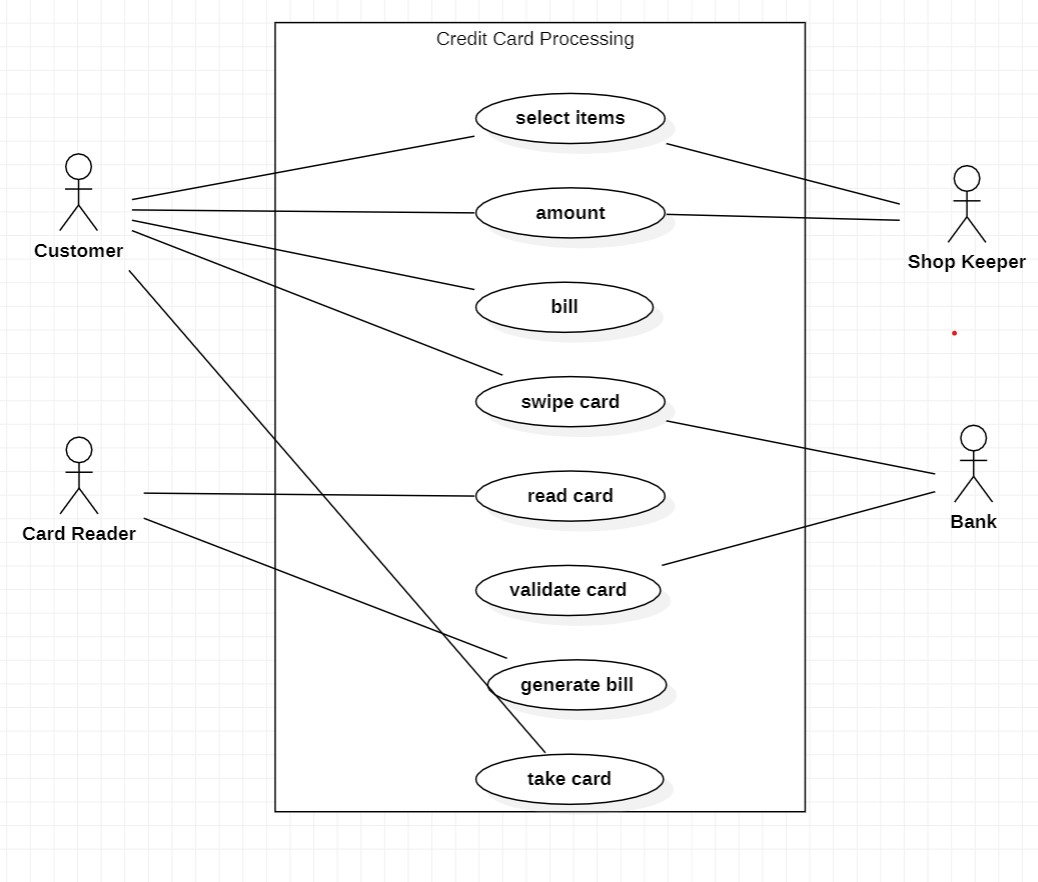 Credit Card Processing
select items
amount
bill
swipe card
read card
validate card
generate bill
take card
Customer
Card Reader
Shop Keeper
Bank